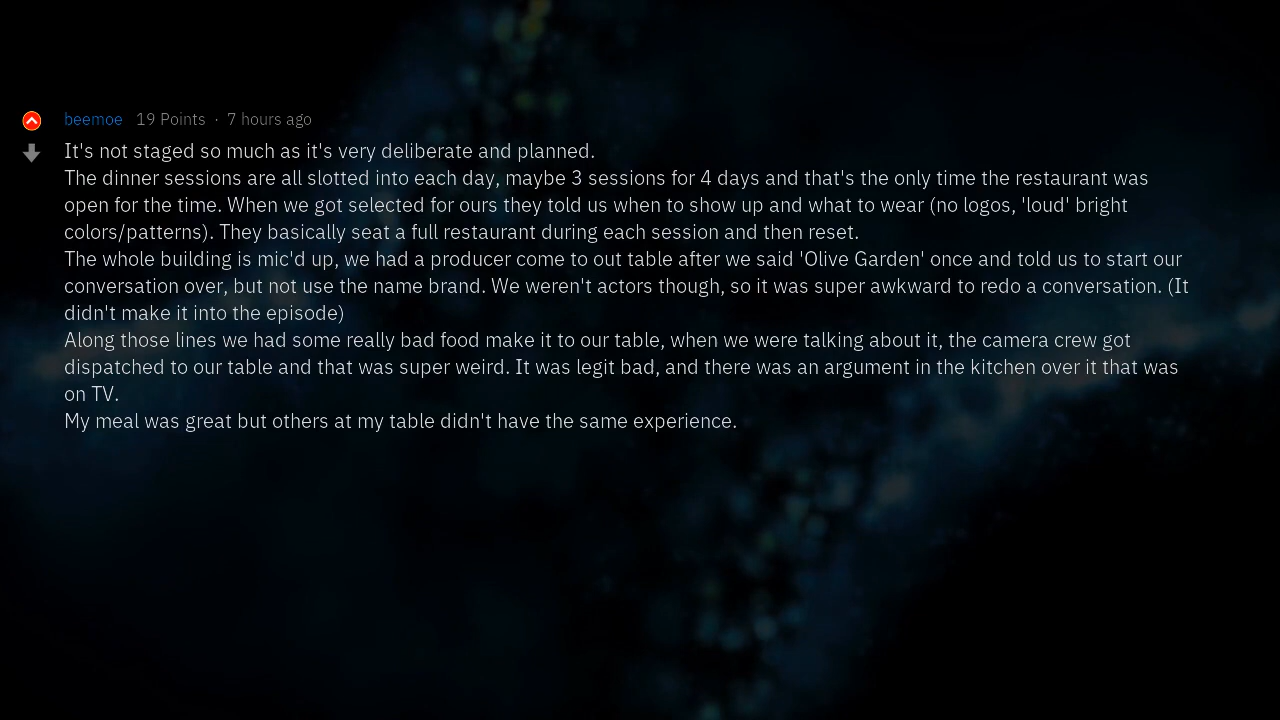 beemoe 19 Points · 7 hours ago
It's not staged so much as it's very deliberate and planned.
The dinner sessions are all slotted into each day, maybe 3 sessions for 4 days and that's the only time the restaurant was
open for the time. When we got selected for ours they told us when to show up and what to wear (no logos, 'loud' bright
colors/patterns). They basically seat a full restaurant during each session and then reset.
The whole building is mic'd up, we had a producer come to out table after we said 'Olive Garden' once and told us to start our
conversation over, but not use the name brand. We weren't actors though, so it was super awkward to redo a conversation. (It
didn't make it into the episode)
Along those lines we had some really bad food make it to our table, when we were talking about it, the camera crew got
dispatched to our table and that was super weird. It was legit bad, and there was an argument in the kitchen over it that was
on TV.
My meal was great but others at my table didn't have the same experience.